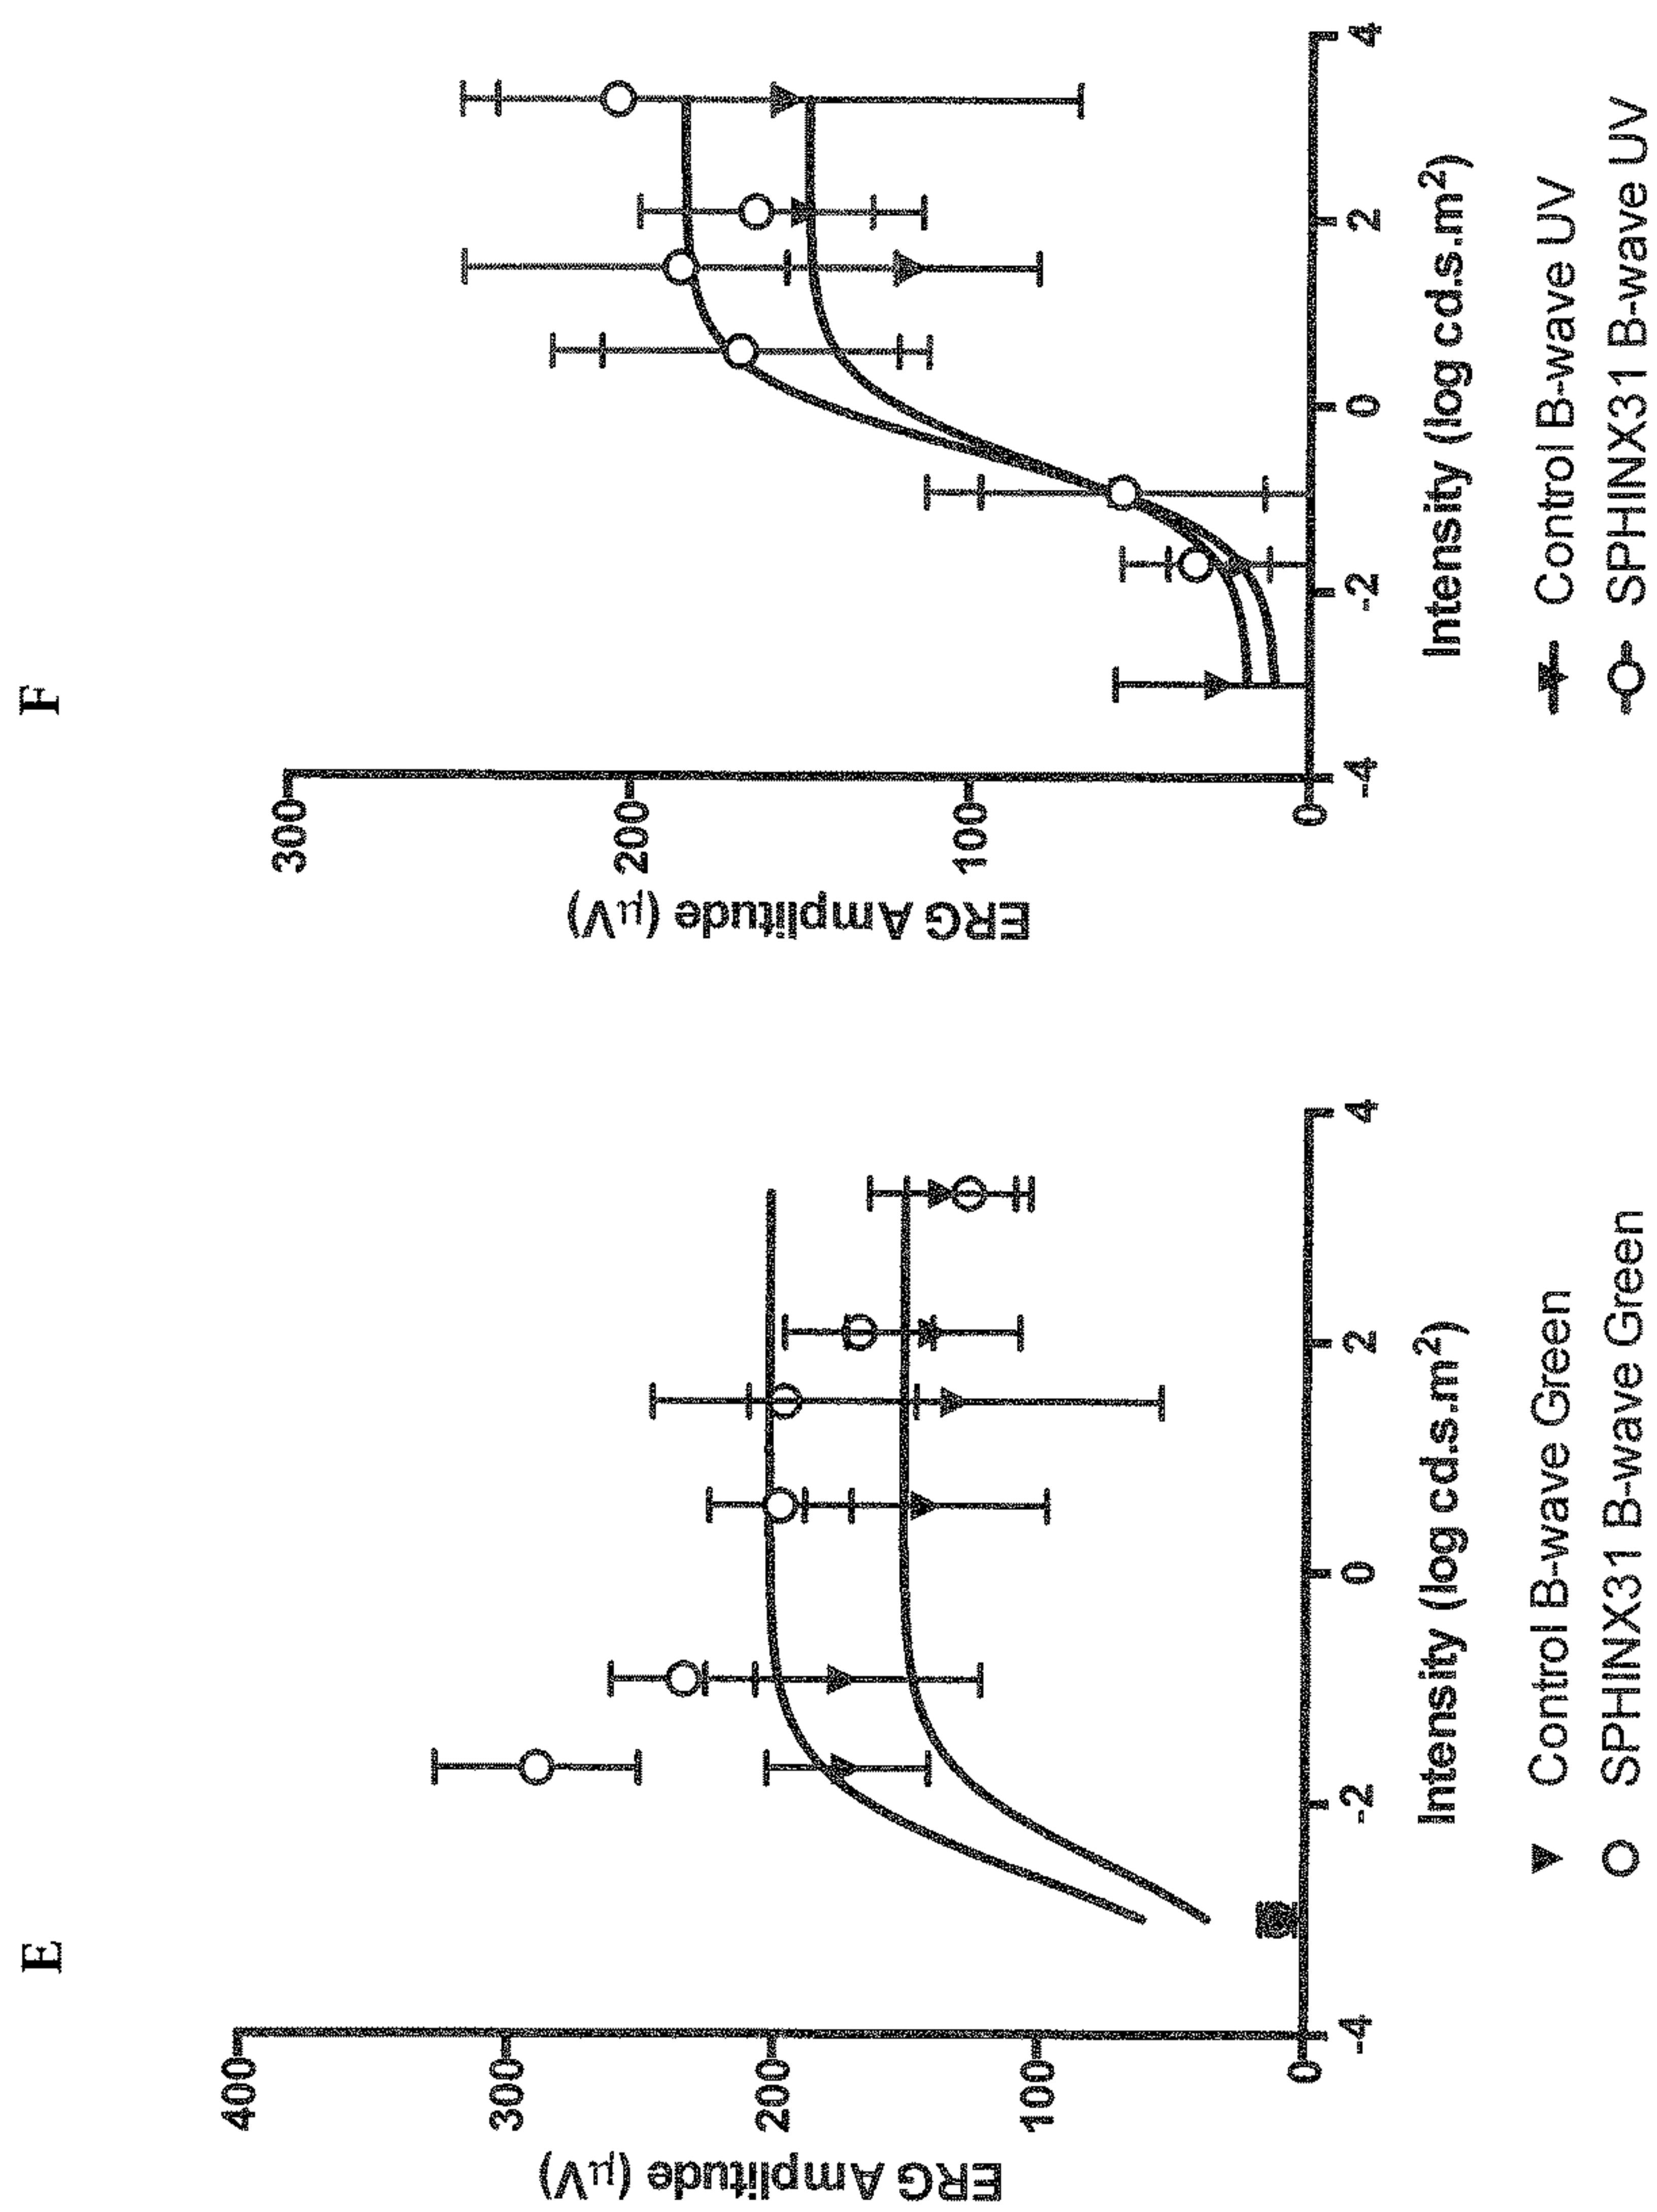 E
ERG Amplitude (μV)
400
300
200
100
0
-4
-2
0
2
4
Intensity (log cd.s.m²)
Control B-wave Green
SPHINX31 B-wave Green
F
ERG Amplitude (μV)
300
200
100
0
-4
-2
0
2
4
Intensity (log cd.s.m²)
Control B-wave UV
SPHINX31 B-wave UV